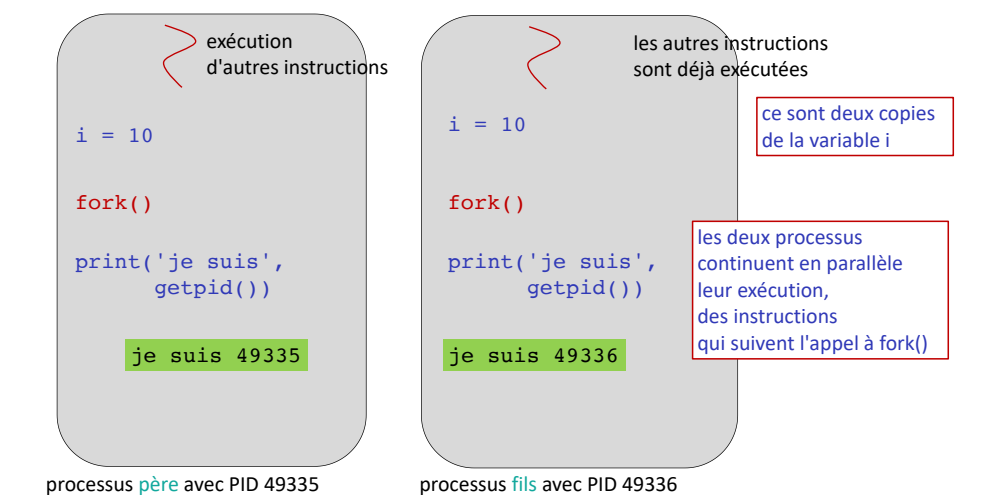 exécution
d'autres instructions
i = 10
fork()
print('je suis',
getpid())
je suis 49335
processus père avec PID 49335
les autres instructions
sont déjà exécutées
i = 10
fork()
print('je suis',
getpid())
je suis 49336
processus fils avec PID 49336
ce sont deux copies
de la variable i
les deux processus
continuent en parallèle
leur exécution,
des instructions
qui suivent l'appel à fork()